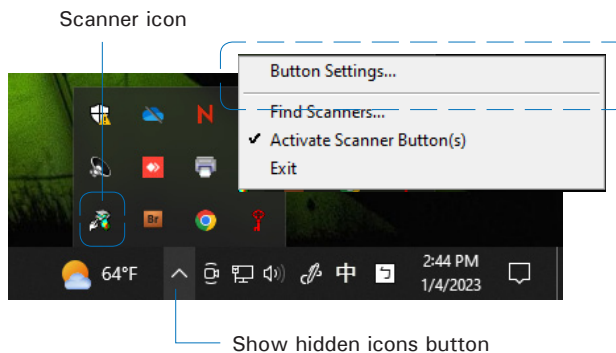 Scanner icon
Button Settings...
Find Scanners...
✔ Activate Scanner Button(s)
Exit
N
Br
64°F
中
ㄅ
2:44 PM
1/4/2023
Show hidden icons button